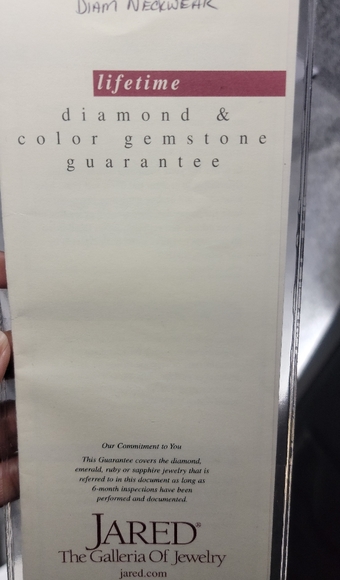 DIAM NECKWEAR
lifetime
diamond &
color gemstone
guarantee
Our Commitment to You
This Guarantee covers the diamond,
emerald, ruby or sapphire jewelry that is
referred to in this document as long as
6-month inspections have been
performed and documented.
JARED®
The Galleria Of Jewelry
jared.com